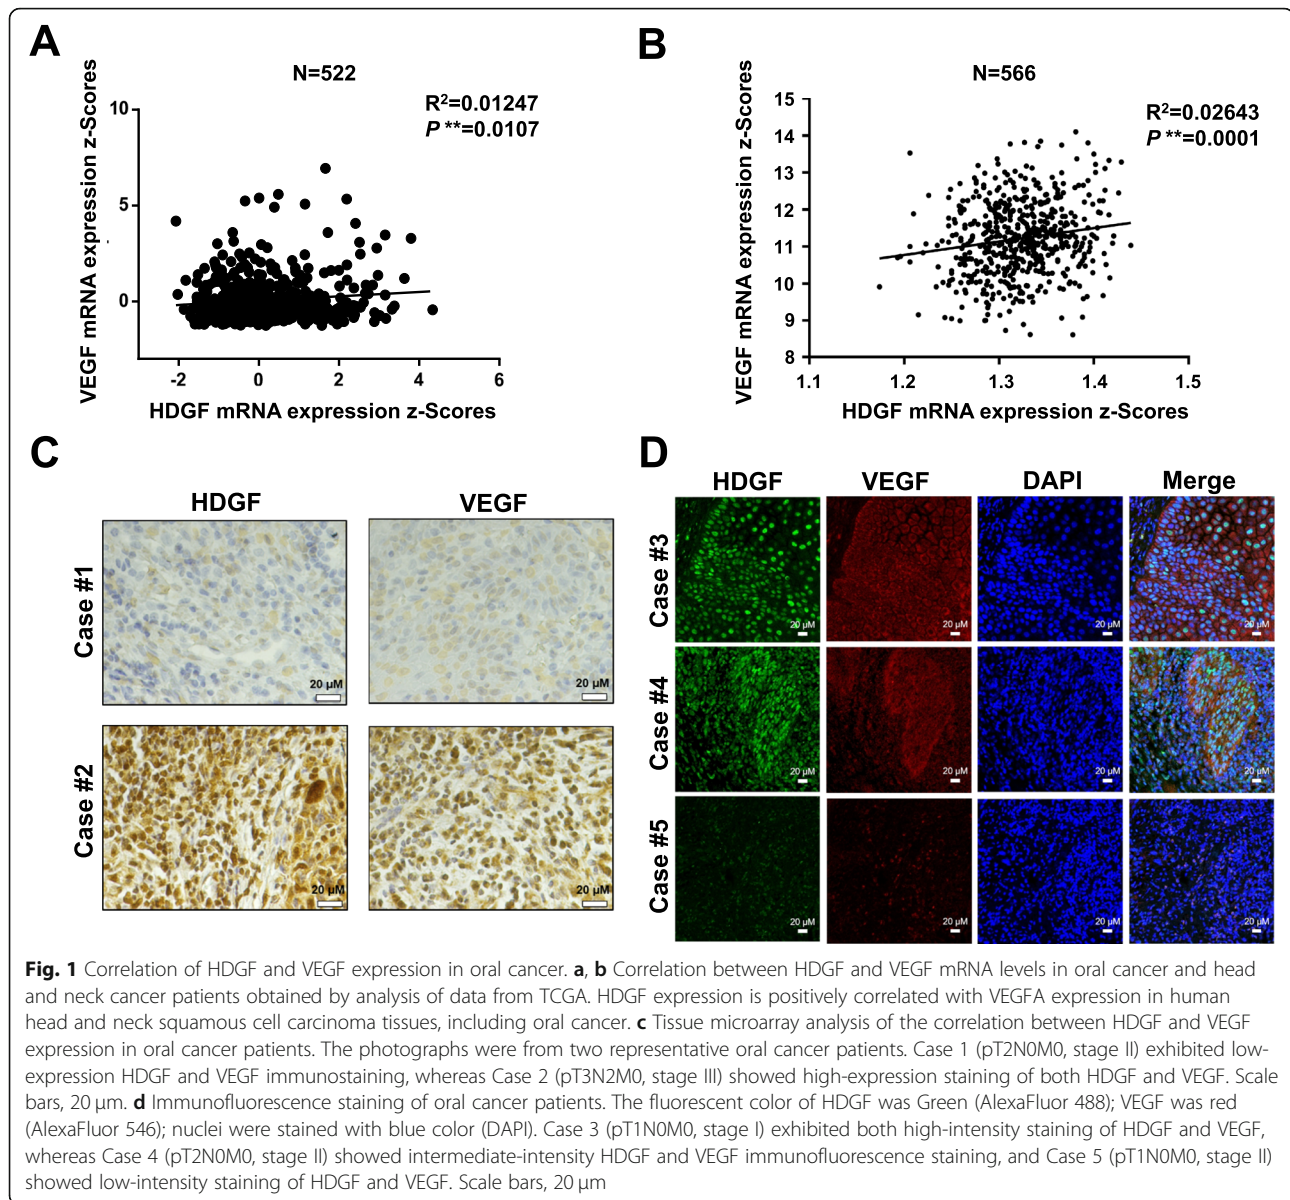 A
N=522
R²=0.01247
P **=0.0107
VEGF mRNA expression z-Scores
10
5
0
-2 0 2 4 6
HDGF mRNA expression z-Scores
B
N=566
R²=0.02643
P **=0.0001
VEGF mRNA expression z-Scores
15
14
13
12
11
10
9
8
1.1 1.2 1.3 1.4 1.5
HDGF mRNA expression z-Scores
C
HDGF VEGF
Case #1
20 µM 20 µM
Case #2
20 µM 20 µM
D
HDGF VEGF DAPI Merge
Case #3
20 µM 20 µM 20 µM 20 µM
Case #4
20 µM 20 µM 20 µM 20 µM
Case #5
20 µM 20 µM 20 µM 20 µM
Fig. 1 Correlation of HDGF and VEGF expression in oral cancer. a, b Correlation between HDGF and VEGF mRNA levels in oral cancer and head
and neck cancer patients obtained by analysis of data from TCGA. HDGF expression is positively correlated with VEGFA expression in human
head and neck squamous cell carcinoma tissues, including oral cancer. c Tissue microarray analysis of the correlation between HDGF and VEGF
expression in oral cancer patients. The photographs were from two representative oral cancer patients. Case 1 (pT2N0M0, stage II) exhibited low-
expression HDGF and VEGF immunostaining, whereas Case 2 (pT3N2M0, stage III) showed high-expression staining of both HDGF and VEGF. Scale
bars, 20 µm. d Immunofluorescence staining of oral cancer patients. The fluorescent color of HDGF was Green (AlexaFluor 488); VEGF was red
(AlexaFluor 546); nuclei were stained with blue color (DAPI). Case 3 (pT1N0M0, stage I) exhibited both high-intensity staining of HDGF and VEGF,
whereas Case 4 (pT2N0M0, stage II) showed intermediate-intensity HDGF and VEGF immunofluorescence staining, and Case 5 (pT1N0M0, stage II)
showed low-intensity staining of HDGF and VEGF. Scale bars, 20 µm